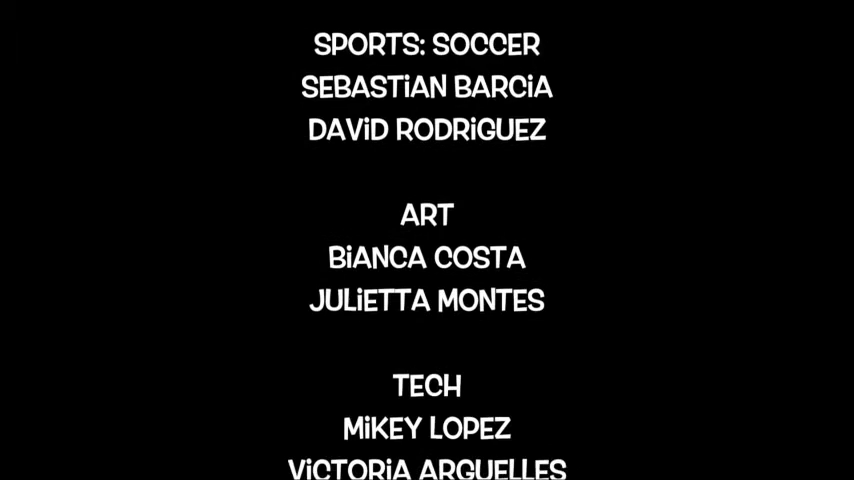 SPORTS: SOCCER
SEBASTiAN BARCiA
DAViD RODRiGUEZ
ART
BiANCA COSTA
JULiETTA MONTES
TECH
MiKEY LOPEZ
ViCTORiA ARGUELLES